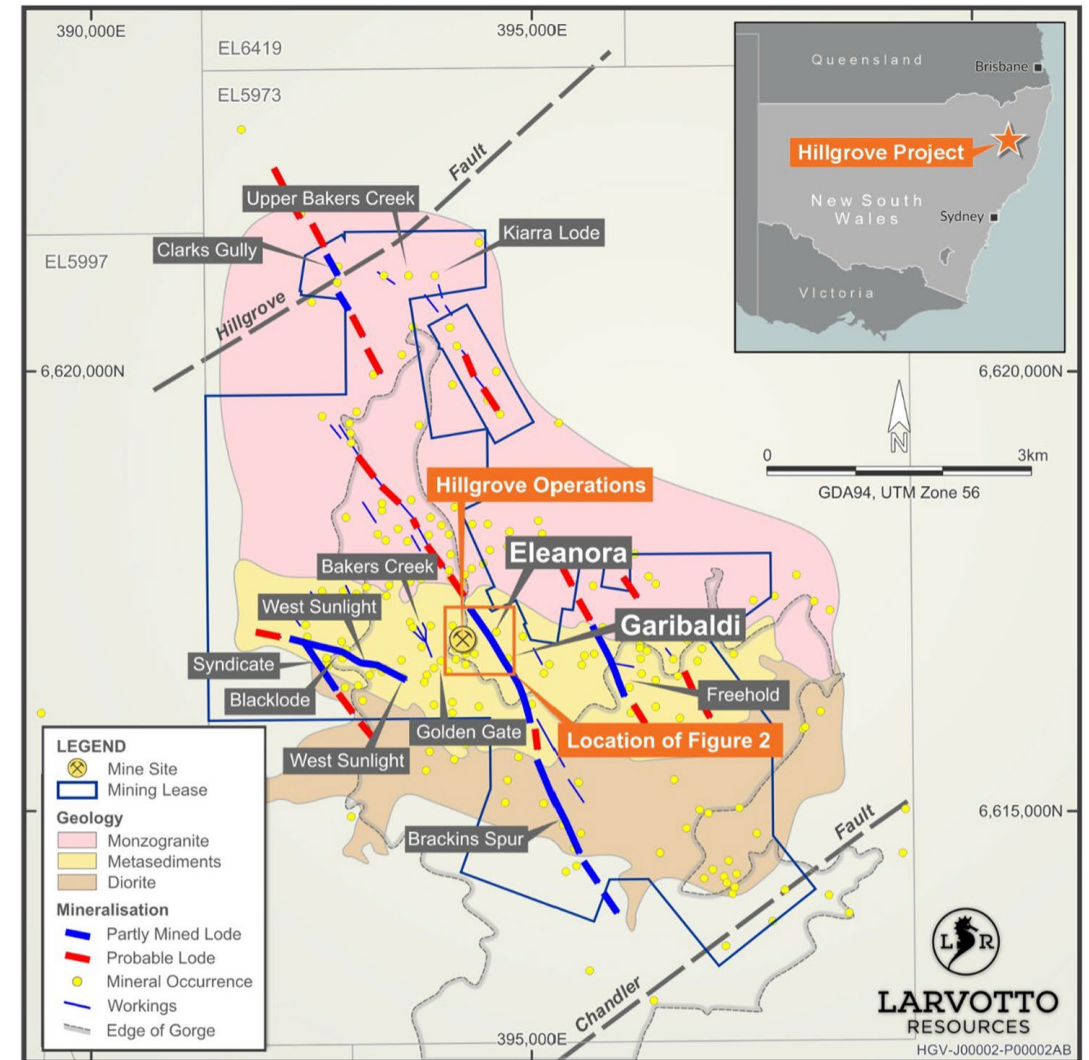 390,000E
395,000E
EL6419
EL5973
Queensland
Brisbane
Hillgrove Project
New South
Wales
Sydney
VIctoria
Fault
Upper Bakers Creek
Kiarra Lode
Clarks Gully
EL5997
Hillgrove
6,620,000N
6,620,000N
N
0
3km
GDA94, UTM Zone 56
Hillgrove Operations
Eleanora
Bakers Creek
West Sunlight
Garibaldi
Syndicate
Blacklode
Freehold
Golden Gate
Location of Figure 2
West Sunlight
6,615,000N
Brackins Spur
Fault
Chandler
395,000E
LEGEND
Mine Site
Mining Lease
Geology
Monzogranite
Metasediments
Diorite
Mineralisation
Partly Mined Lode
Probable Lode
Mineral Occurrence
Workings
Edge of Gorge
L R
LARVOTTO
RESOURCES
HGV-J00002-P00002AB